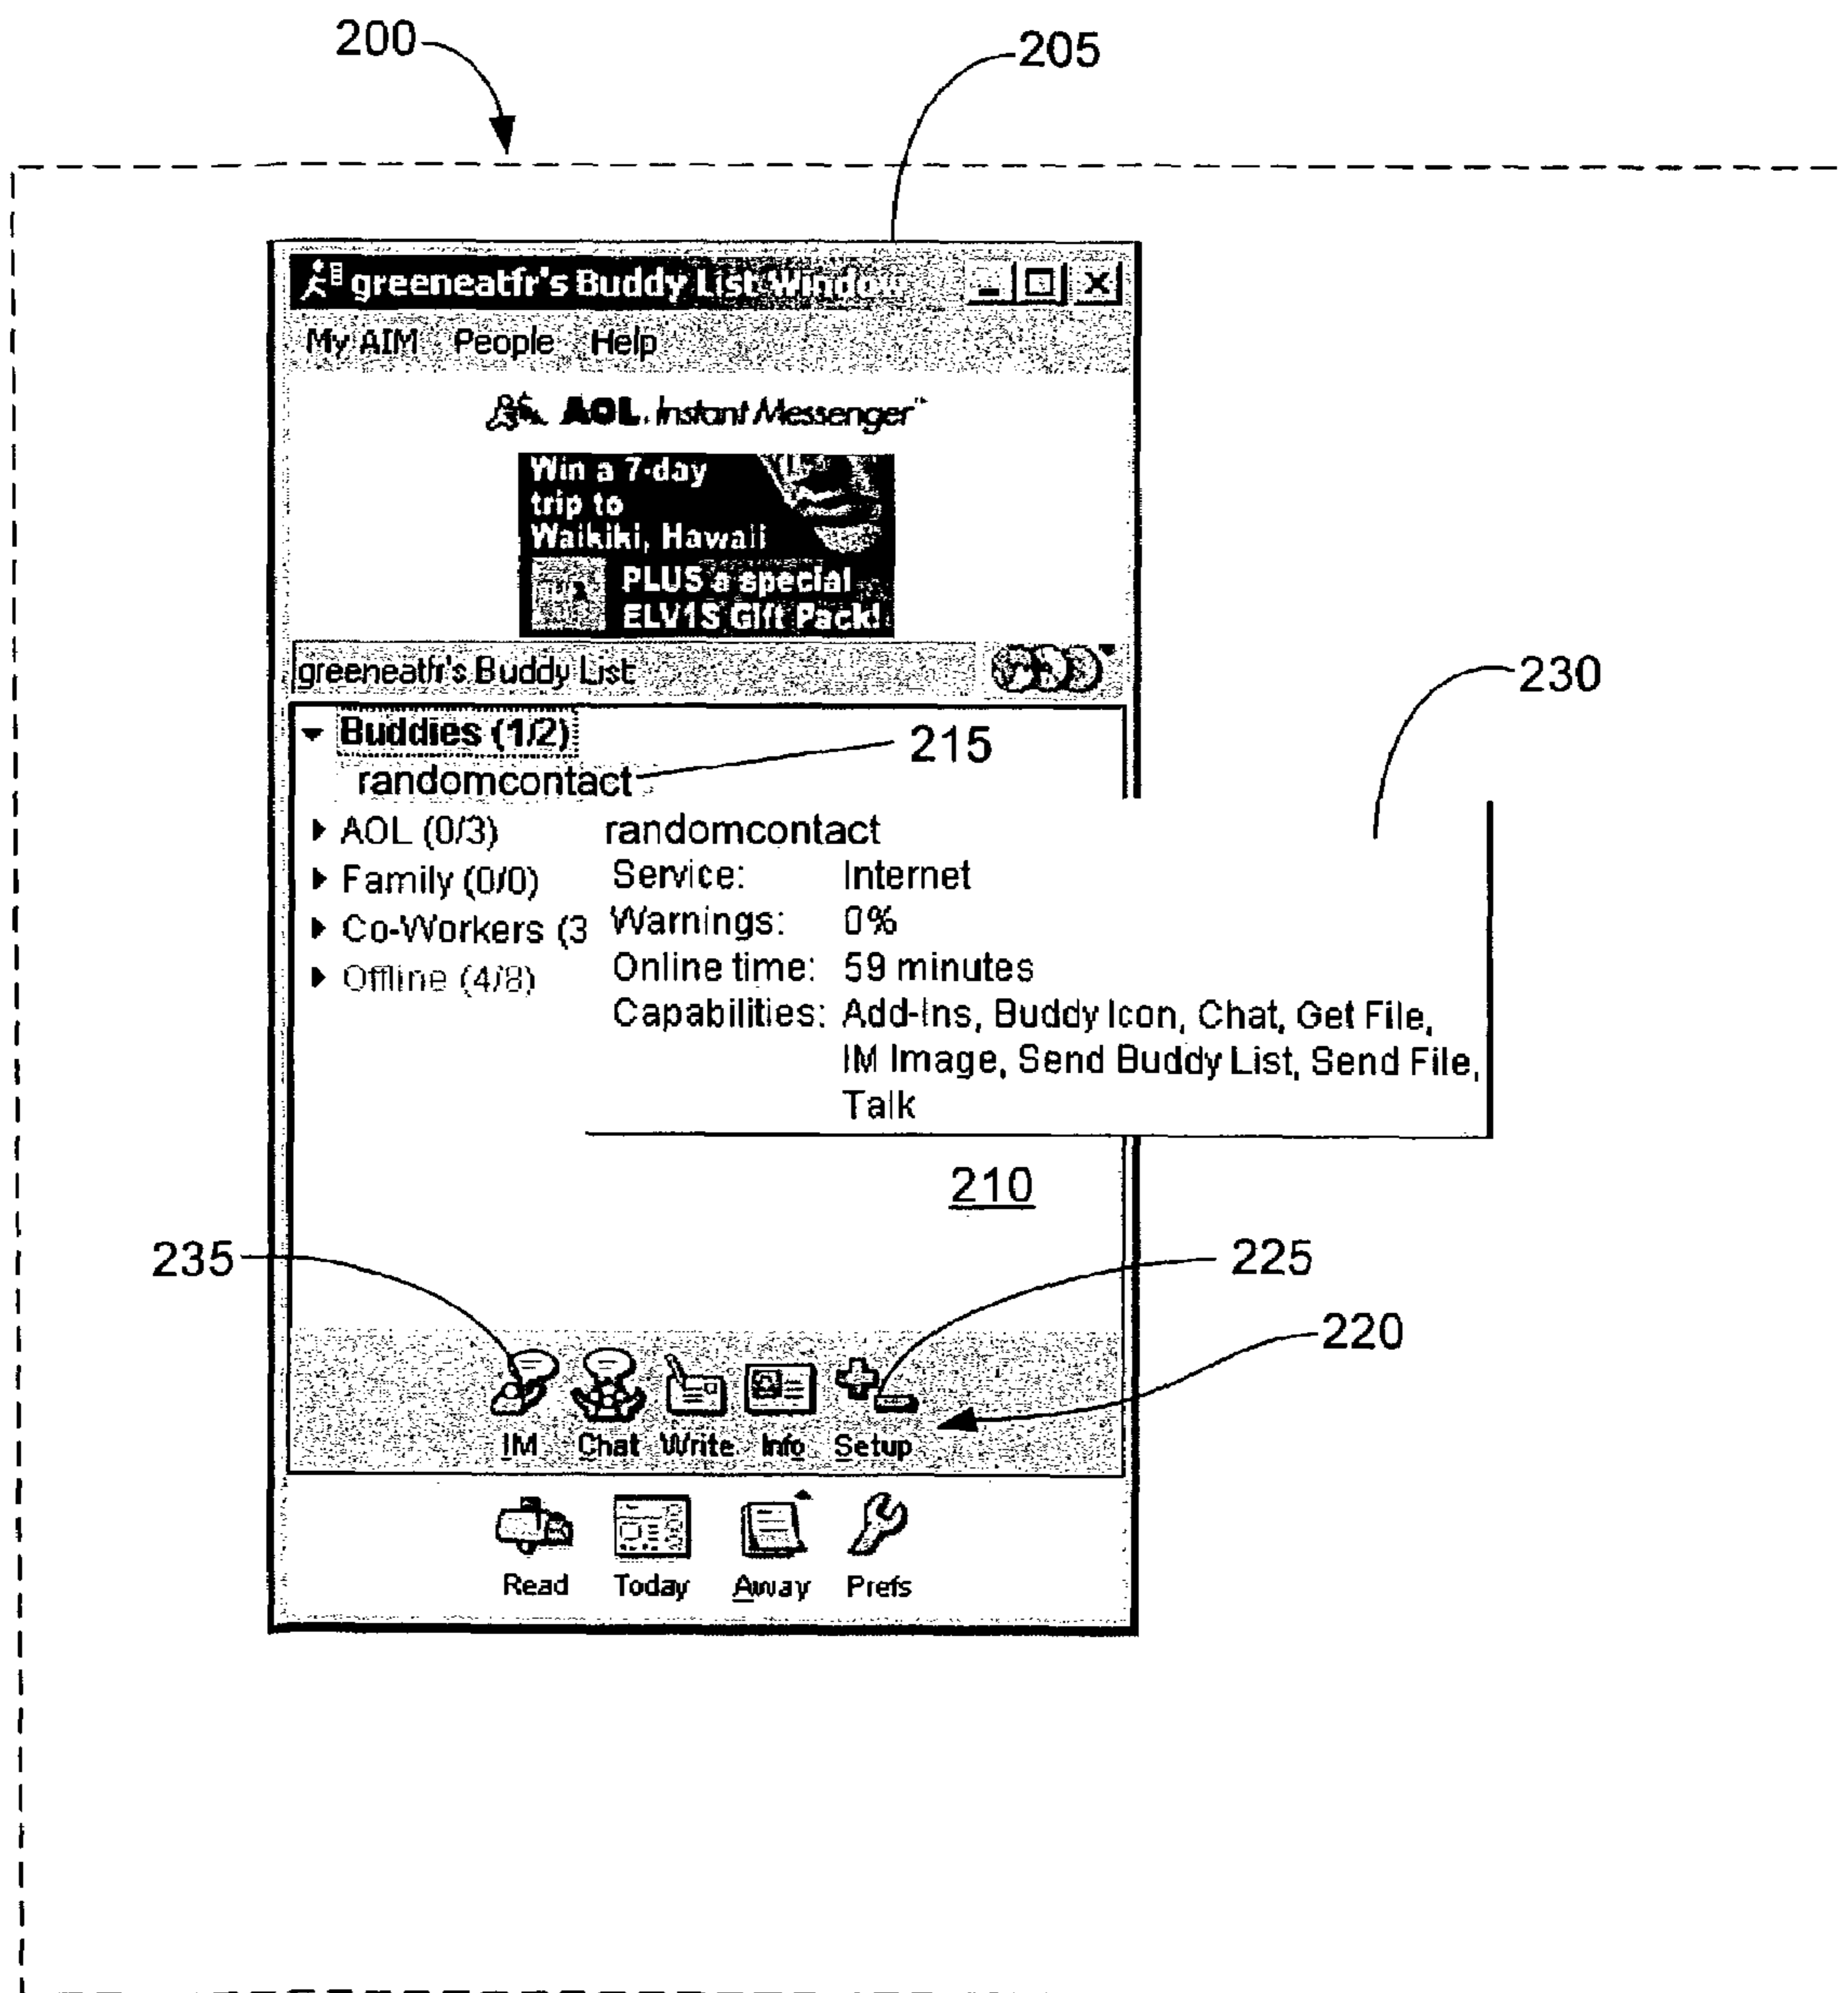 200
205
greeneatfr's Buddy List Window
My AIM People Help
AOL Instant Messenger™
Win a 7-day
trip to
Waikiki, Hawaii
PLUS a special
ELV1S Gift Pack!
greeneatfr's Buddy List
230
Buddies (1/2)
215
randomcontact
AOL (0/3)
randomcontact
Family (0/0)
Service: Internet
Co-Workers (3
Warnings: 0%
Offline (4/8)
Online time: 59 minutes
Capabilities: Add-Ins, Buddy Icon, Chat, Get File,
IM Image, Send Buddy List, Send File,
Talk
210
235
225
220
IM Chat Write Info Setup
Read Today Away Prefs